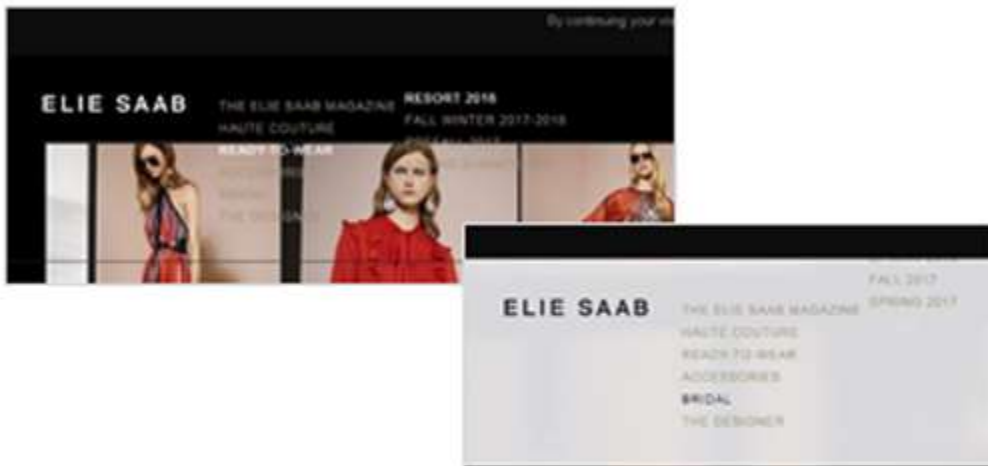 By continuing your
ELIE SAAB
THE ELIE SAAB MAGAZINE
HAUTE COUTURE
READY-TO-WEAR
THE DESIGNER
RESORT 2018
FALL WINTER 2017-2018
ELIE SAAB
THE ELIE SAAB MAGAZINE
HAUTE COUTURE
READY-TO-WEAR
ACCESSORIES
BRIDAL
THE DESIGNER
FALL 2017
SPRING 2017